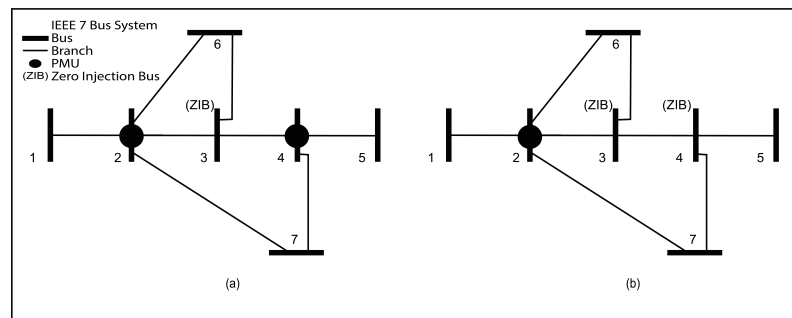 IEEE 7 Bus System
Bus
Branch
PMU
(ZIB) Zero Injection Bus
6
(ZIB)
1
2
3
4
5
7
(a)
6
(ZIB)
(ZIB)
1
2
3
4
5
7
(b)